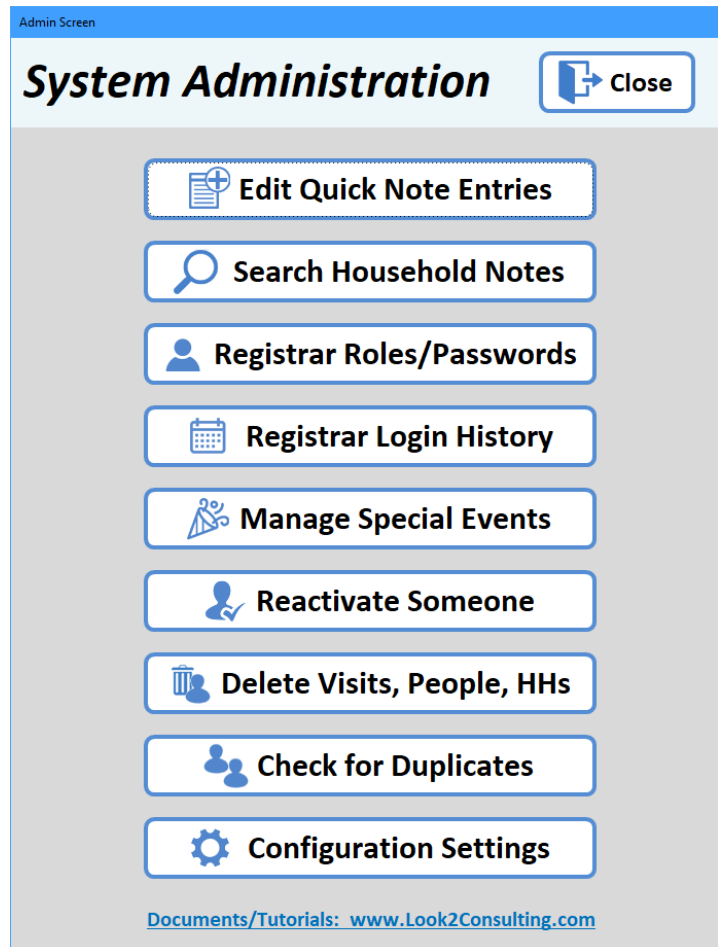 Admin Screen
System Administration
Close
Edit Quick Note Entries
Search Household Notes
Registrar Roles/Passwords
Registrar Login History
Manage Special Events
Reactivate Someone
Delete Visits, People, HHs
Check for Duplicates
Configuration Settings
Documents/Tutorials: www.Look2Consulting.com